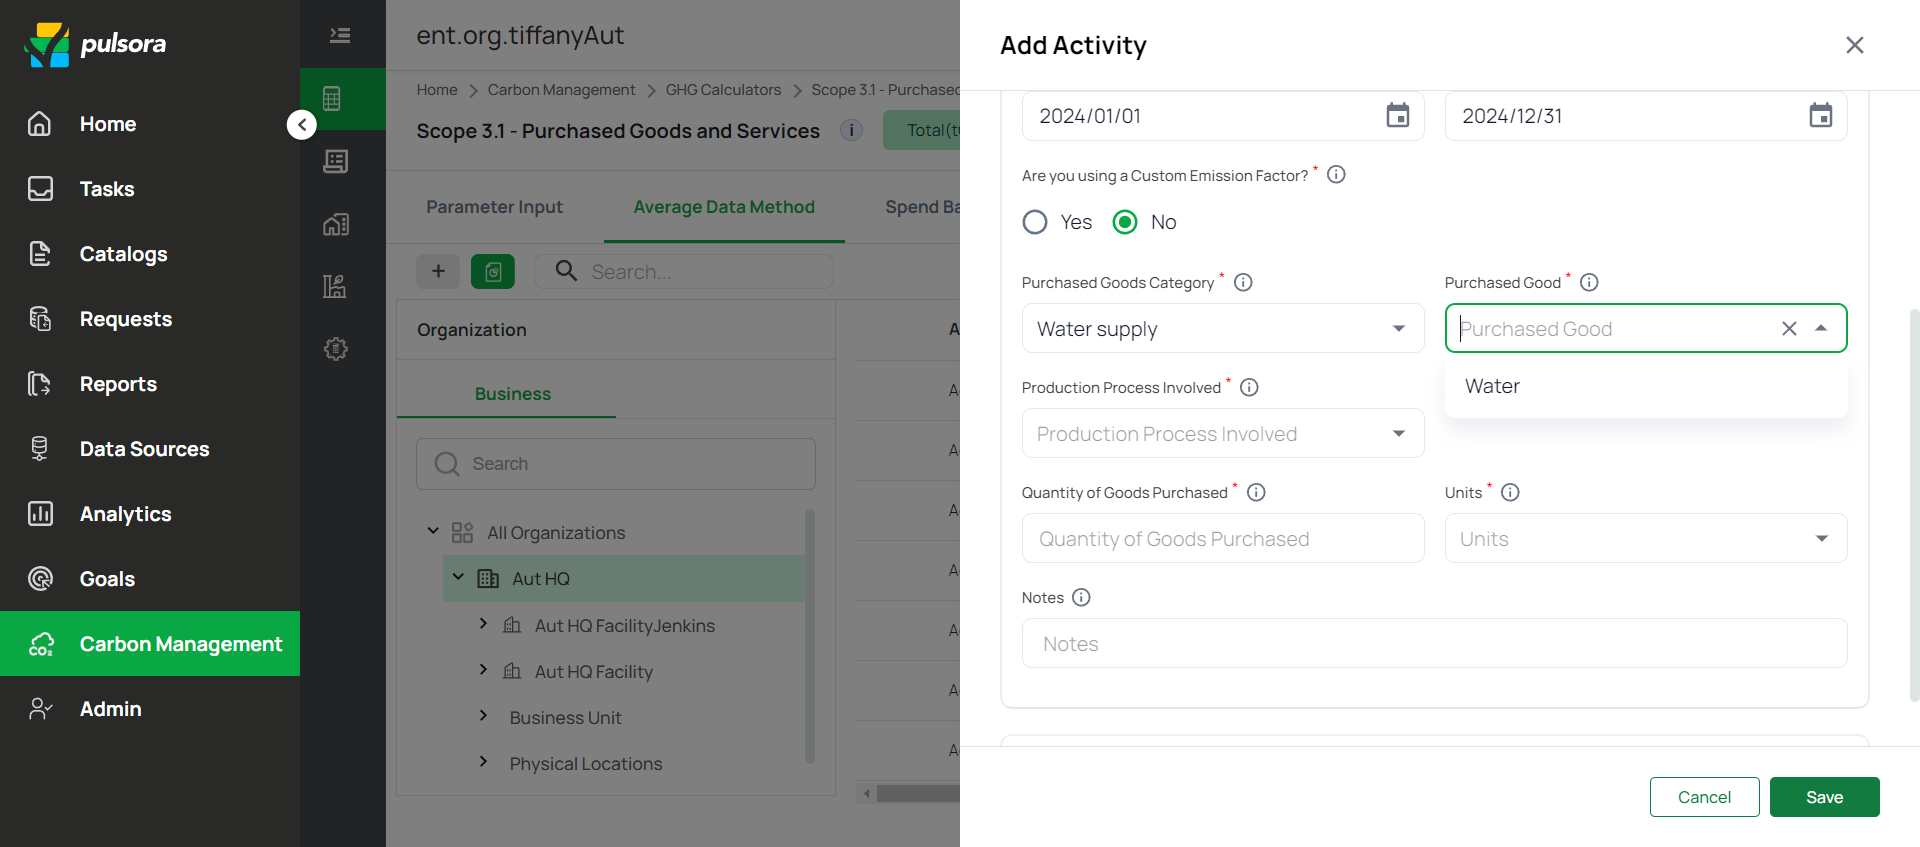 pulsora
Home
Tasks
Catalogs
Requests
Reports
Data Sources
Analytics
Goals
Carbon Management
Admin
ent.org.tiffanyAut
Home > Carbon Management > GHG Calculators > Scope 3.1 - Purchased
Scope 3.1 - Purchased Goods and Services
Total(t
Parameter Input
Average Data Method
Spend Ba
Search...
Organization
Business
Search
All Organizations
Aut HQ
Aut HQ FacilityJenkins
Aut HQ Facility
Business Unit
Physical Locations
A
A
A
A
A
A
A
A
Add Activity
2024/01/01
2024/12/31
Are you using a Custom Emission Factor? *
Yes
No
Purchased Goods Category *
Purchased Good *
Water supply
Purchased Good
Water
Production Process Involved *
Production Process Involved
Quantity of Goods Purchased *
Units *
Quantity of Goods Purchased
Units
Notes
Notes
Cancel
Save